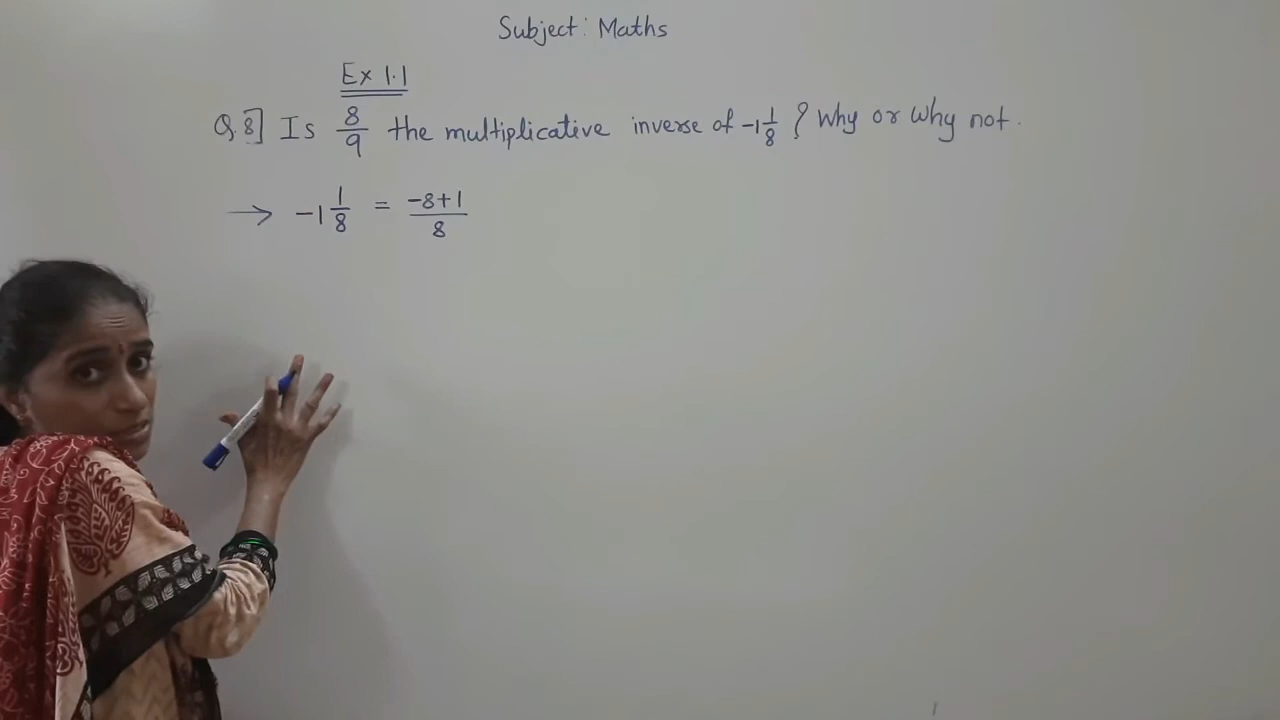 Subject: Maths
Ex 1.1
Q.8] Is 8/9 the multiplicative inverse of -1 1/8 ? Why or why not.
→ -1 1/8 = -8+1/8